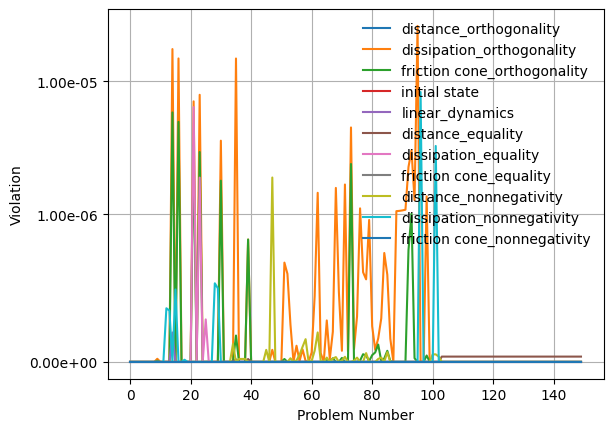 distance_orthogonality
dissipation_orthogonality
friction cone_orthogonality
initial state
linear_dynamics
distance_equality
dissipation_equality
friction cone_equality
distance_nonnegativity
dissipation_nonnegativity
friction cone_nonnegativity
1.00e-05
1.00e-06
0.00e+00
Violation
0 20 40 60 80 100 120 140
Problem Number